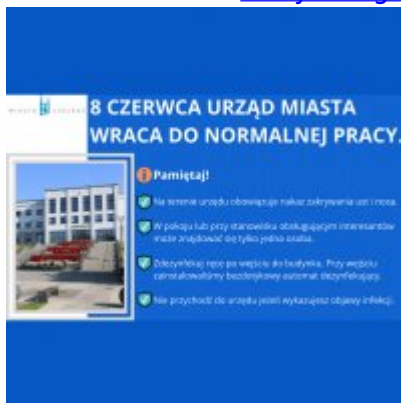 8 CZERWCA URZĄD MIASTA
WRACA DO NORMALNEJ PRACY.
Pamiętaj!
Na terenie urzędu obowiązuje nakaz zakrywania ust i nosa.
W pokoju lub przy stanowisku obsługującym interesantów
może znajdować się tylko jedna osoba.
Zdezynfekuj ręce po wejściu do budynku. Przy wejściu
zainstalowaliśmy bezdotykowy automat dezynfekujący.
Nie przychodź do urzędu jeżeli wykazujesz objawy infekcji.